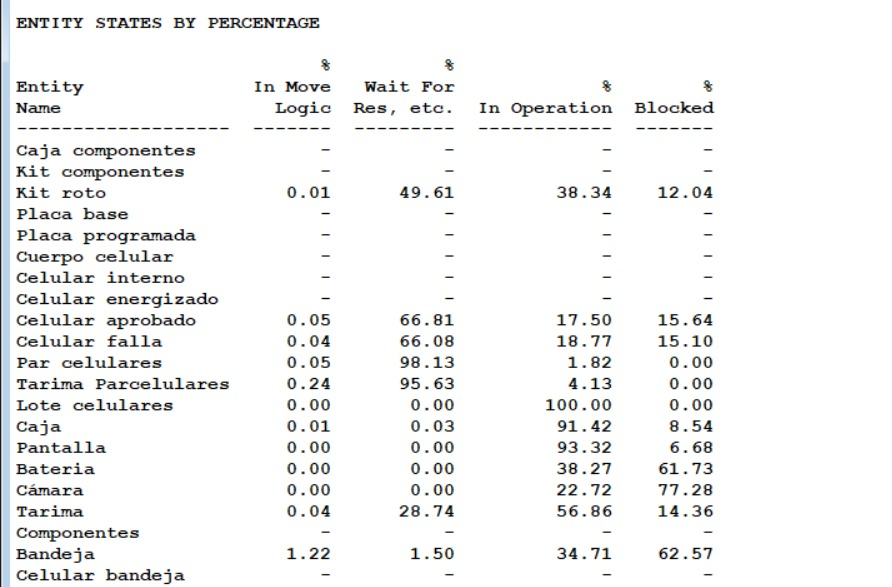 ENTITY STATES BY PERCENTAGE
% %
Entity In Move Wait For % %
Name Logic Res, etc. In Operation Blocked
------------------- ------- --------- ------------ -------
Caja componentes - - - -
Kit componentes - - - -
Kit roto 0.01 49.61 38.34 12.04
Placa base - - - -
Placa programada - - - -
Cuerpo celular - - - -
Celular interno - - - -
Celular energizado - - - -
Celular aprobado 0.05 66.81 17.50 15.64
Celular falla 0.04 66.08 18.77 15.10
Par celulares 0.05 98.13 1.82 0.00
Tarima Parcelulares 0.24 95.63 4.13 0.00
Lote celulares 0.00 0.00 100.00 0.00
Caja 0.01 0.03 91.42 8.54
Pantalla 0.00 0.00 93.32 6.68
Bateria 0.00 0.00 38.27 61.73
Cámara 0.00 0.00 22.72 77.28
Tarima 0.04 28.74 56.86 14.36
Componentes - - - -
Bandeja 1.22 1.50 34.71 62.57
Celular bandeja - - - -